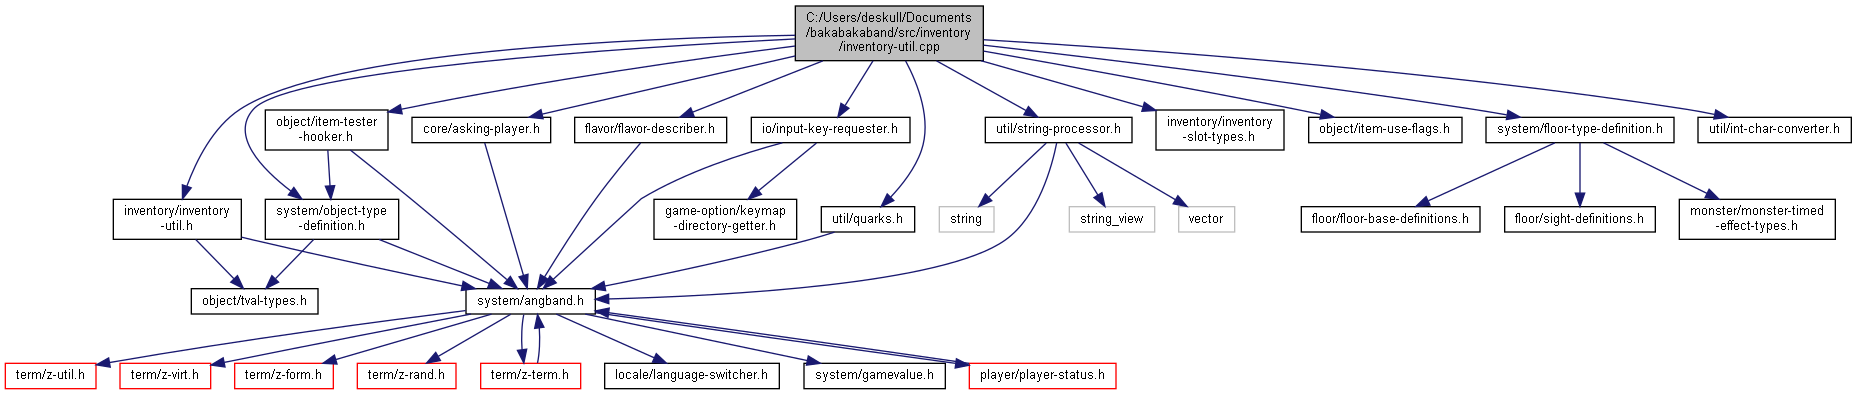 C:/Users/deskull/Documents
/bakabakaband/src/inventory
/inventory-util.cpp
object/item-tester
-hooker.h
core/asking-player.h
flavor/flavor-describer.h
io/input-key-requester.h
util/string-processor.h
inventory/inventory
-slot-types.h
object/item-use-flags.h
system/floor-type-definition.h
util/int-char-converter.h
inventory/inventory
-util.h
system/object-type
-definition.h
game-option/keymap
-directory-getter.h
util/quarks.h
string
string_view
vector
floor/floor-base-definitions.h
floor/sight-definitions.h
monster/monster-timed
-effect-types.h
object/tval-types.h
system/angband.h
term/z-util.h
term/z-virt.h
term/z-form.h
term/z-rand.h
term/z-term.h
locale/language-switcher.h
system/gamevalue.h
player/player-status.h